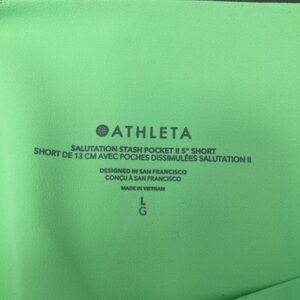 ATHLETA
SALUTATION STASH POCKET II 5" SHORT
SHORT DE 13 CM AVEC POCHES DISSIMULÉES SALUTATION II
DESIGNED IN SAN FRANCISCO
CONÇU À SAN FRANCISCO
MADE IN VIETNAM
L
G